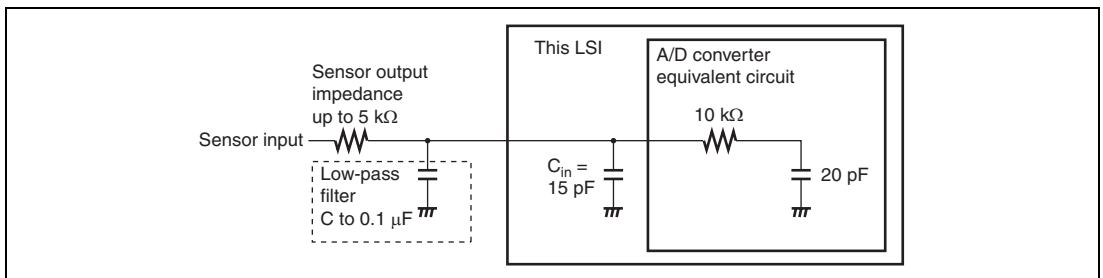 This LSI
A/D converter
equivalent circuit
Sensor output
impedance
up to 5 kΩ
10 kΩ
Sensor input
Low-pass
filter
C to 0.1 μF
Cin =
15 pF
20 pF